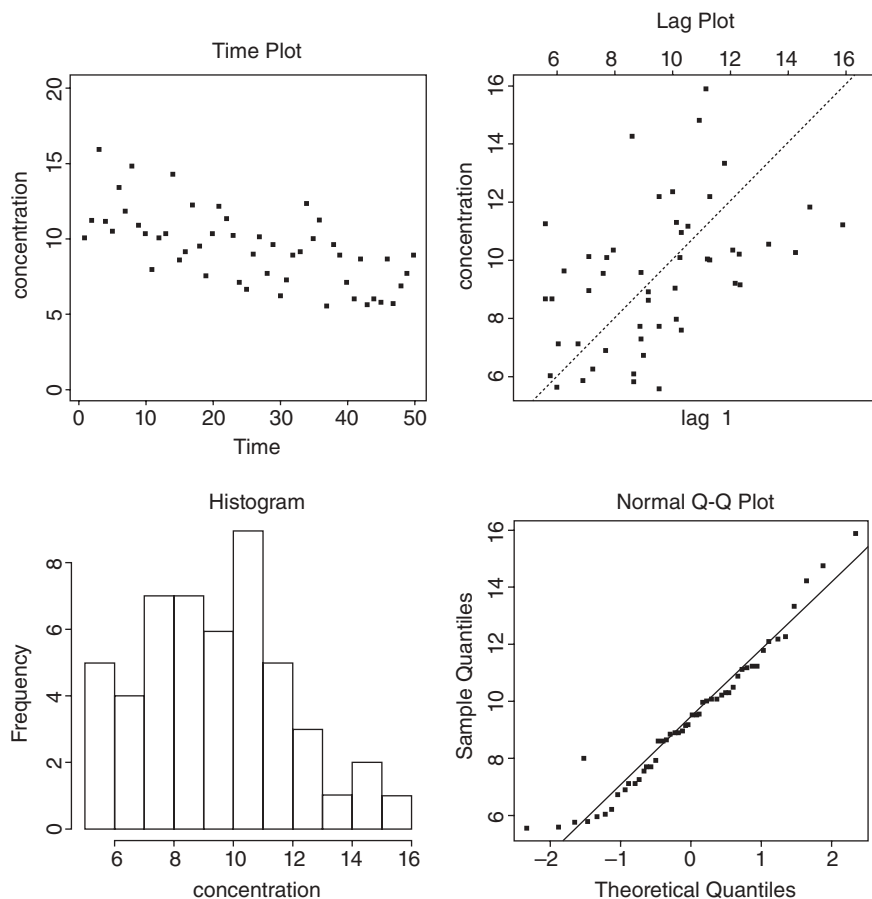 Time Plot
20
15
10
5
0
concentration
0 10 20 30 40 50
Time
Lag Plot
6 8 10 12 14 16
16
14
12
10
8
6
concentration
lag 1
Histogram
8
6
4
2
0
Frequency
6 8 10 12 14 16
concentration
Normal Q-Q Plot
16
14
12
10
8
6
Sample Quantiles
−2 −1 0 1 2
Theoretical Quantiles